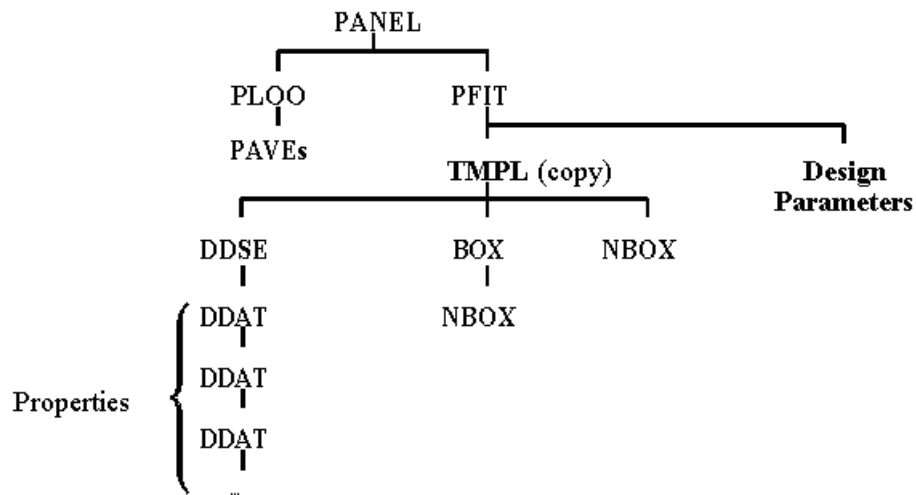 PANEL
PLOO PFIT
PAVEs
TMPL (copy)
Design
Parameters
DDSE BOX NBOX
DDAT NBOX
DDAT
Properties
DDAT
...